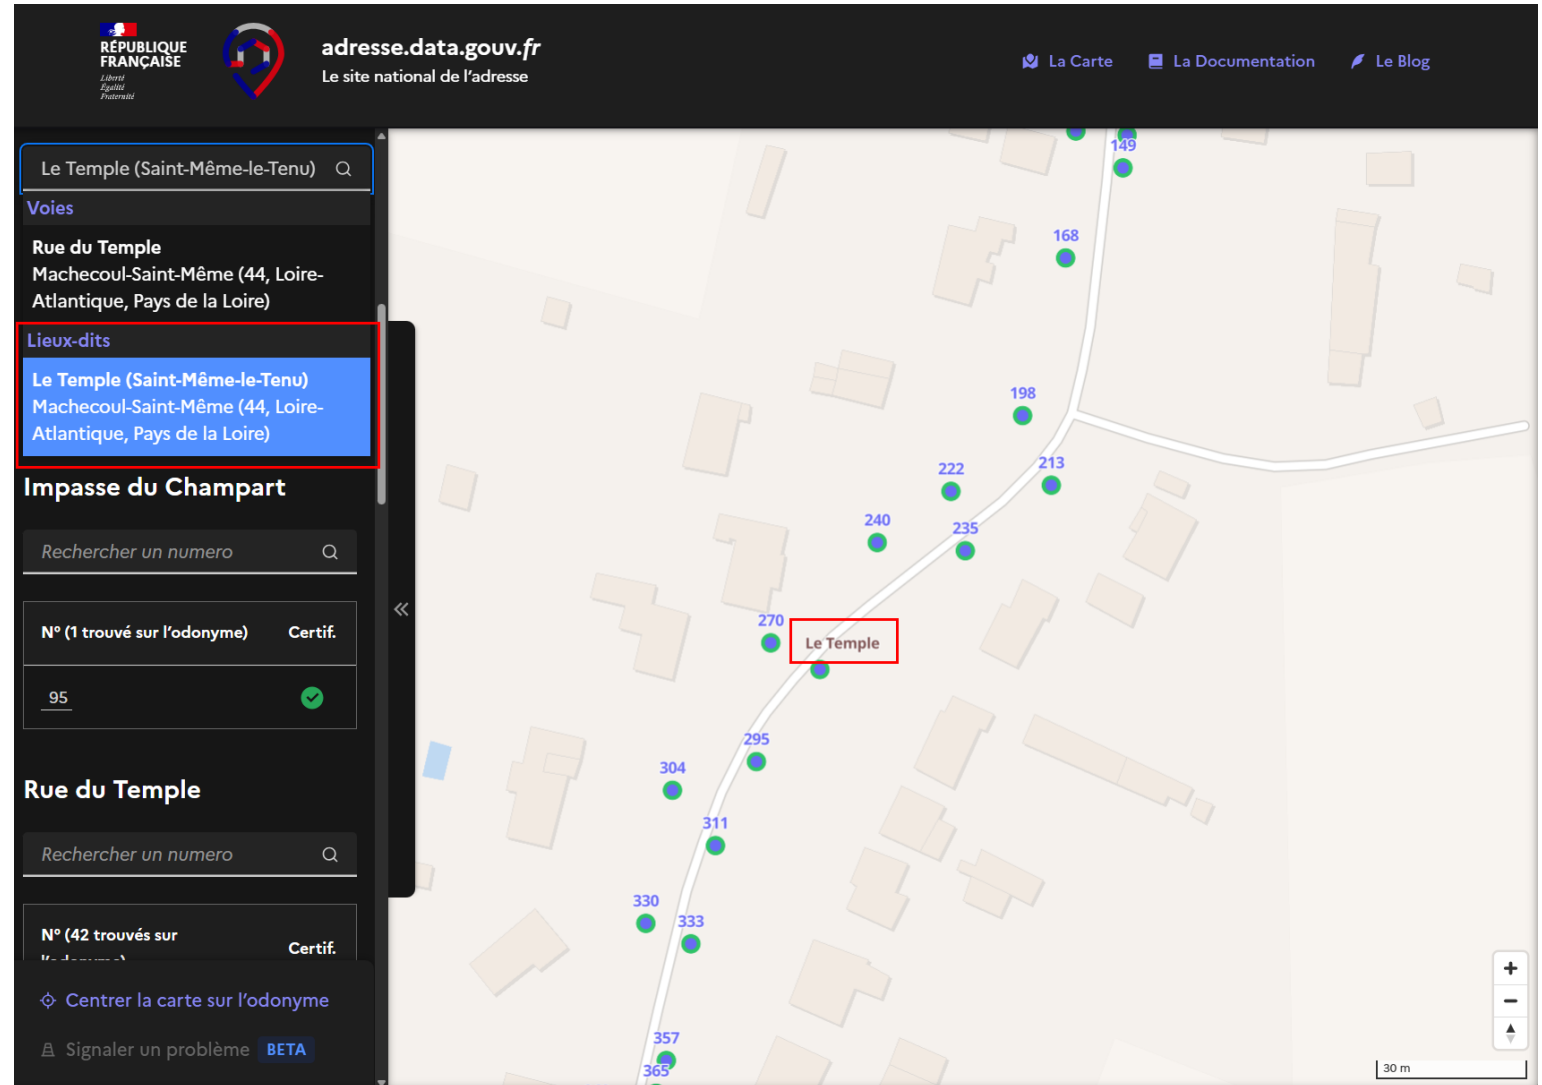 RÉPUBLIQUE
FRANÇAISE
Liberté
Égalité
Fraternité
adresse.data.gouv.fr
Le site national de l’adresse
La Carte
La Documentation
Le Blog
Le Temple (Saint-Même-le-Tenu)
Voies
Rue du Temple
Machecoul-Saint-Même (44, Loire-
Atlantique, Pays de la Loire)
Lieux-dits
Le Temple (Saint-Même-le-Tenu)
Machecoul-Saint-Même (44, Loire-
Atlantique, Pays de la Loire)
Impasse du Champart
Rechercher un numero
N° (1 trouvé sur l’odonyme) Certif.
95
Rue du Temple
Rechercher un numero
N° (42 trouvés sur
Certif.
Centrer la carte sur l’odonyme
Signaler un problème BETA
149
168
198
213
222
240
235
270
Le Temple
295
304
311
330
333
357
365
30 m